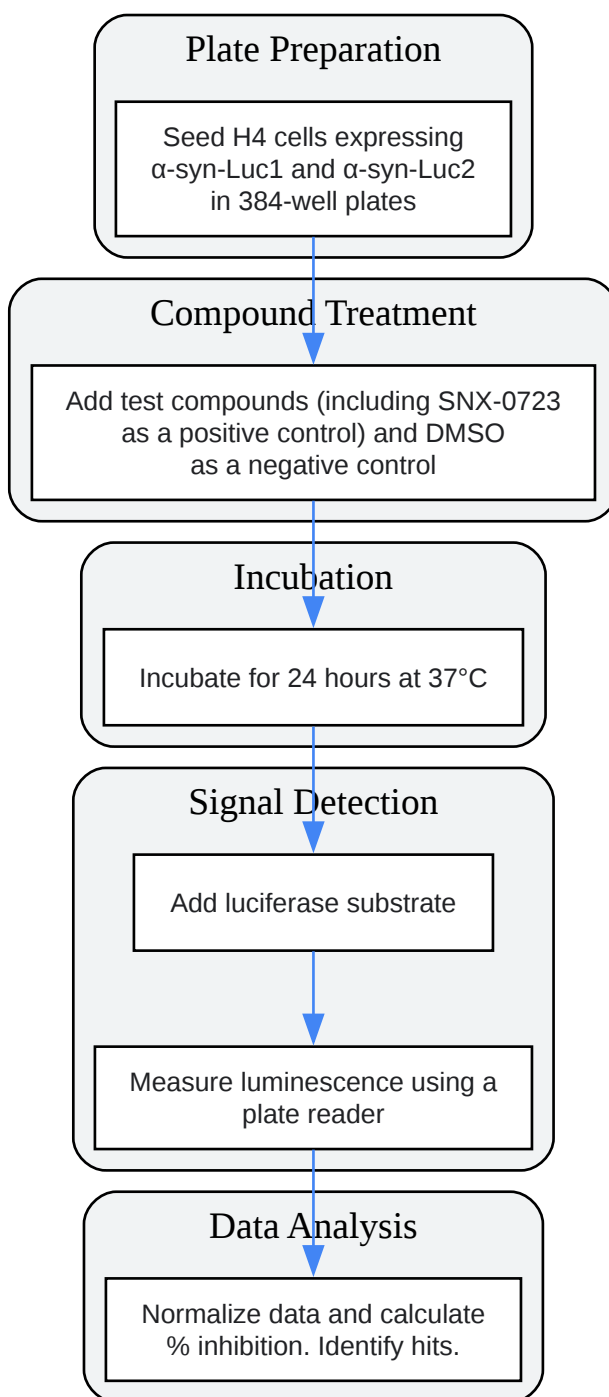 Plate Preparation
Seed H4 cells expressing
α-syn-Luc1 and α-syn-Luc2
in 384-well plates
Compound Treatment
Add test compounds (including SNX-0723
as a positive control) and DMSO
as a negative control
Incubation
Incubate for 24 hours at 37°C
Signal Detection
Add luciferase substrate
Measure luminescence using a
plate reader
Data Analysis
Normalize data and calculate
% inhibition. Identify hits.